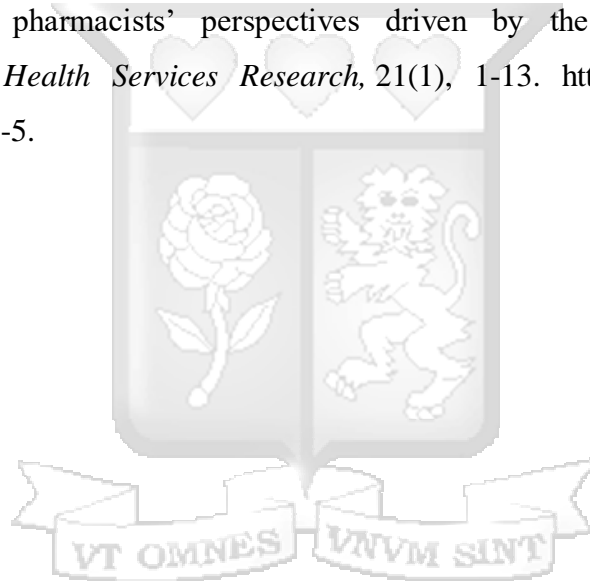 pharmacists’ perspectives driven by the
Health Services Research, 21(1), 1-13. htt
-5.
VT OMNES VNVM SINT